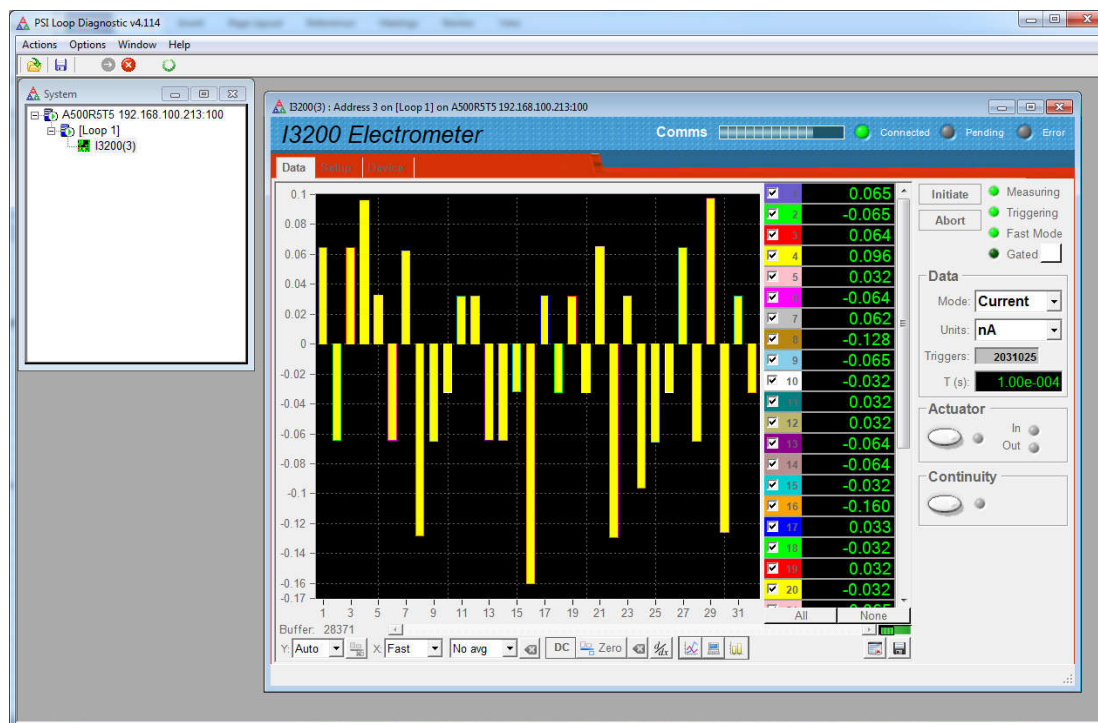 PSI Loop Diagnostic v4.114
Actions Options Window Help
System
A500R5T5 192.168.100.213:100
[Loop 1]
I3200(3)
I3200(3) : Address 3 on [Loop 1] on A500R5T5 192.168.100.213:100
I3200 Electrometer
Comms Connected Pending Error
Data Setup Device
0.1
0.08
0.06
0.04
0.02
0
-0.02
-0.04
-0.06
-0.08
-0.1
-0.12
-0.14
-0.16
-0.17
1 3 5 7 9 11 13 15 17 19 21 23 25 27 29 31
0.065
2 -0.065
3 0.064
4 0.096
5 0.032
6 -0.064
7 0.062
8 -0.128
9 -0.065
10 -0.032
11 0.032
12 0.032
13 -0.064
14 -0.064
15 -0.032
16 -0.160
17 0.033
18 -0.032
19 0.032
20 -0.032
All None
Initiate Measuring
Abort Triggering
Fast Mode
Gated
Data
Mode: Current
Units: nA
Triggers: 2031025
T (s): 1.00e-004
Actuator
In
Out
Continuity
Buffer: 28371
Y: Auto X: Fast No avg DC Zero d/dx